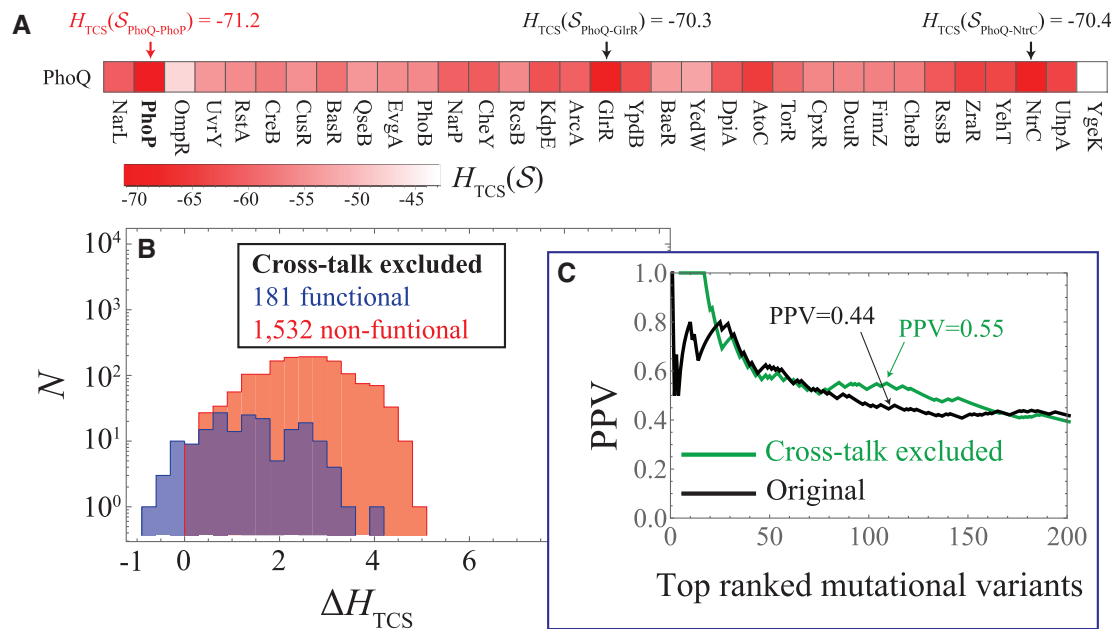 A
H_TCS(S_PhoQ-PhoP) = -71.2
H_TCS(S_PhoQ-GlrR) = -70.3
H_TCS(S_PhoQ-NtrC) = -70.4
PhoQ
NarL
PhoP
OmpR
UvrY
RstA
CreB
CusR
BasR
QseB
EvgA
PhoB
NarP
CheY
RcsB
KdpE
ArcA
GlrR
YpdB
BaeR
YedW
DpiA
AtoC
TorR
CpxR
DcuR
FimZ
CheB
RssB
ZraR
YehT
NtrC
UhpA
YgeK
H_TCS(S)
-70 -65 -60 -55 -50 -45
B
10^4
10^3
10^2
10^1
10^0
N
Cross-talk excluded
181 functional
1,532 non-funtional
-1 0 2 4 6 8
ΔH_TCS
C
1.0
0.8
0.6
0.4
0.2
0.0
PPV
PPV=0.44
PPV=0.55
Cross-talk excluded
Original
0 50 100 150 200
Top ranked mutational variants